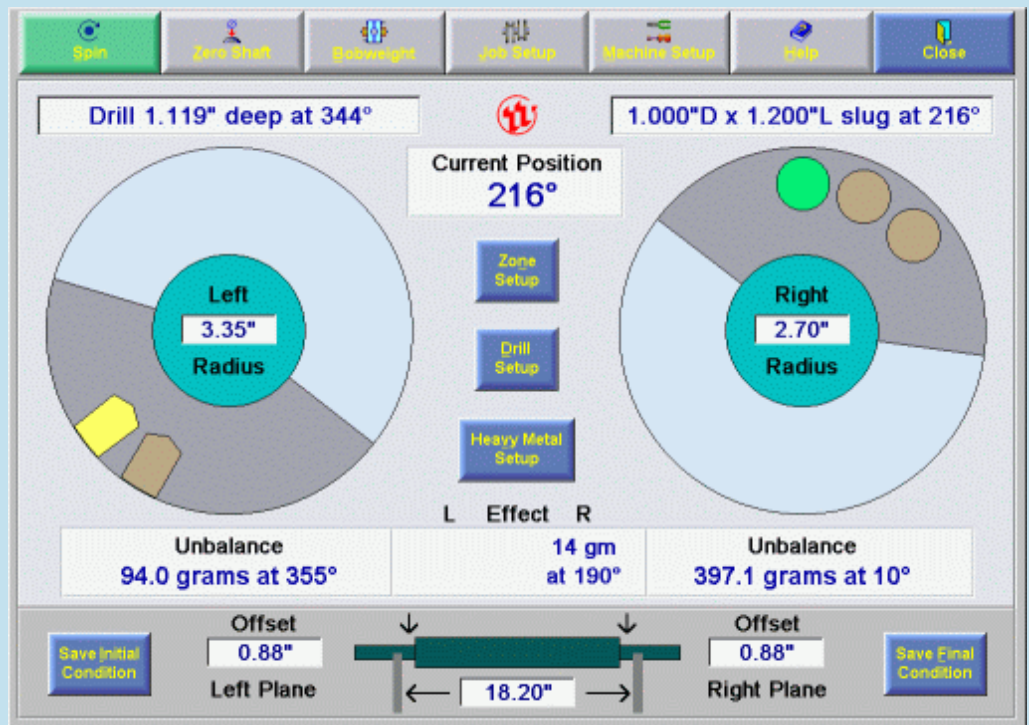 Spin
Zero Shaft
Bobweight
Job Setup
Machine Setup
Help
Close
Drill 1.119" deep at 344°
1.000"D x 1.200"L slug at 216°
Current Position
216°
Left
3.35"
Radius
Zone
Setup
Drill
Setup
Heavy Metal
Setup
Right
2.70"
Radius
L Effect R
Unbalance
94.0 grams at 355°
14 gm
at 190°
Unbalance
397.1 grams at 10°
Save Initial
Condition
Offset
0.88"
Left Plane
18.20"
Offset
0.88"
Right Plane
Save Final
Condition